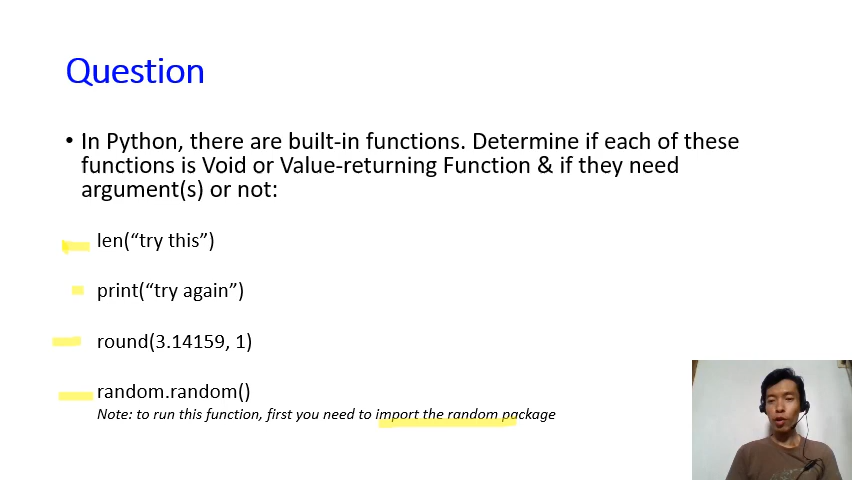 Question
• In Python, there are built-in functions. Determine if each of these
functions is Void or Value-returning Function & if they need
argument(s) or not:
len(“try this”)
print(“try again”)
round(3.14159, 1)
random.random()
Note: to run this function, first you need to import the random package